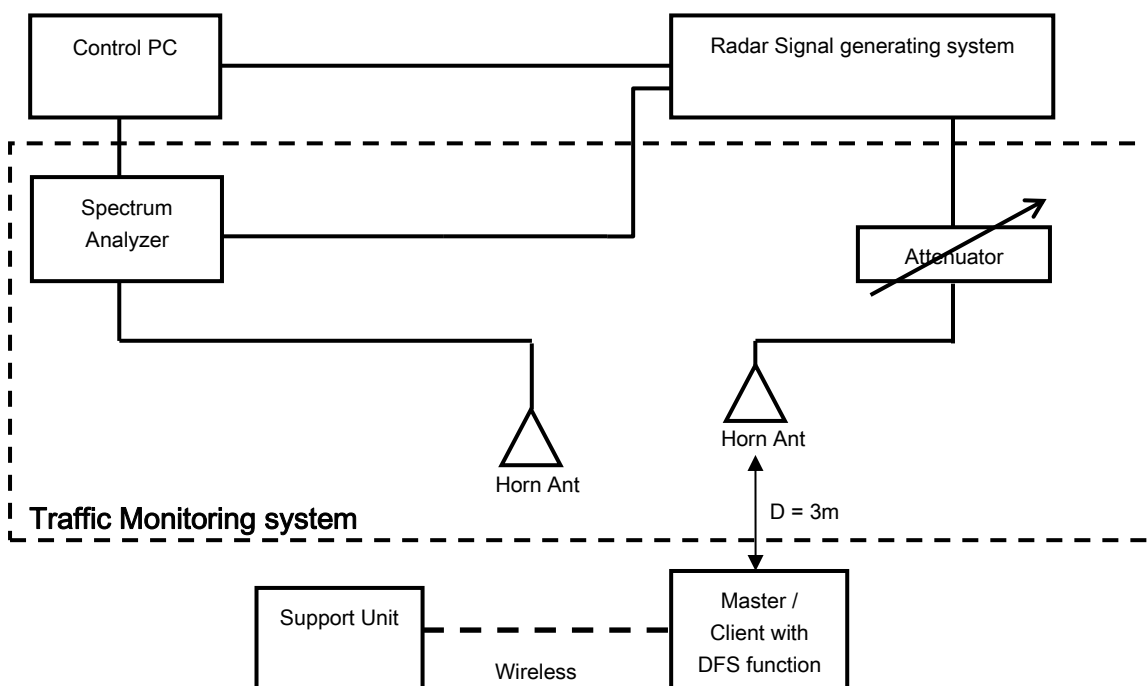 Control PC
Radar Signal generating system
Spectrum
Analyzer
Attenuator
Horn Ant
Horn Ant
D = 3m
Traffic Monitoring system
Support Unit
Wireless
Master /
Client with
DFS function